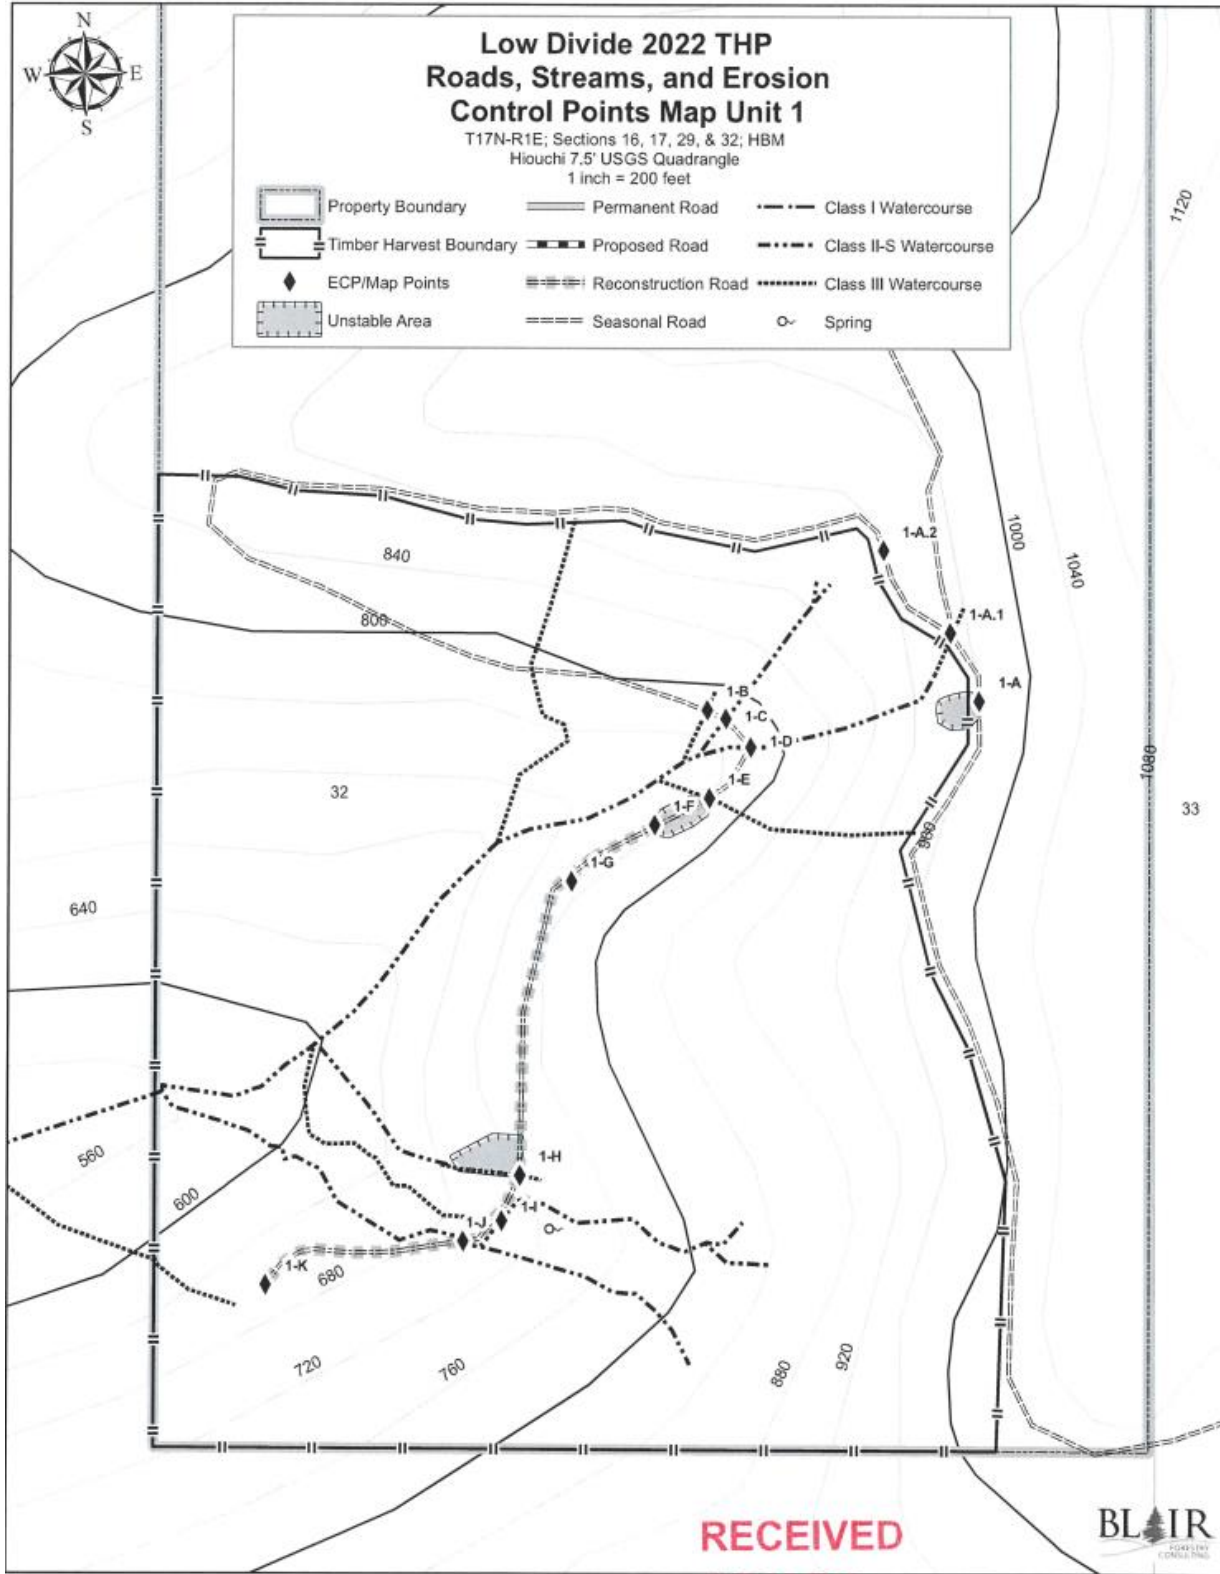 N
W E
S
Low Divide 2022 THP
Roads, Streams, and Erosion
Control Points Map Unit 1
T17N-R1E; Sections 16, 17, 29, & 32; HBM
Hiouchi 7.5' USGS Quadrangle
1 inch = 200 feet
Property Boundary
Permanent Road
Class I Watercourse
Timber Harvest Boundary
Proposed Road
Class II-S Watercourse
ECP/Map Points
Reconstruction Road
Class III Watercourse
Unstable Area
Seasonal Road
Spring
1120
1000
1-A.2
840
1040
1-A.1
800
1-A
1-B
1-C
1-D
1080
1-E
32
33
1-F
960
1-G
640
560
1-H
600
1-I
1-J
1-K
680
720
760
880
920
RECEIVED
BLAIR
FORESTRY
CONSULTING